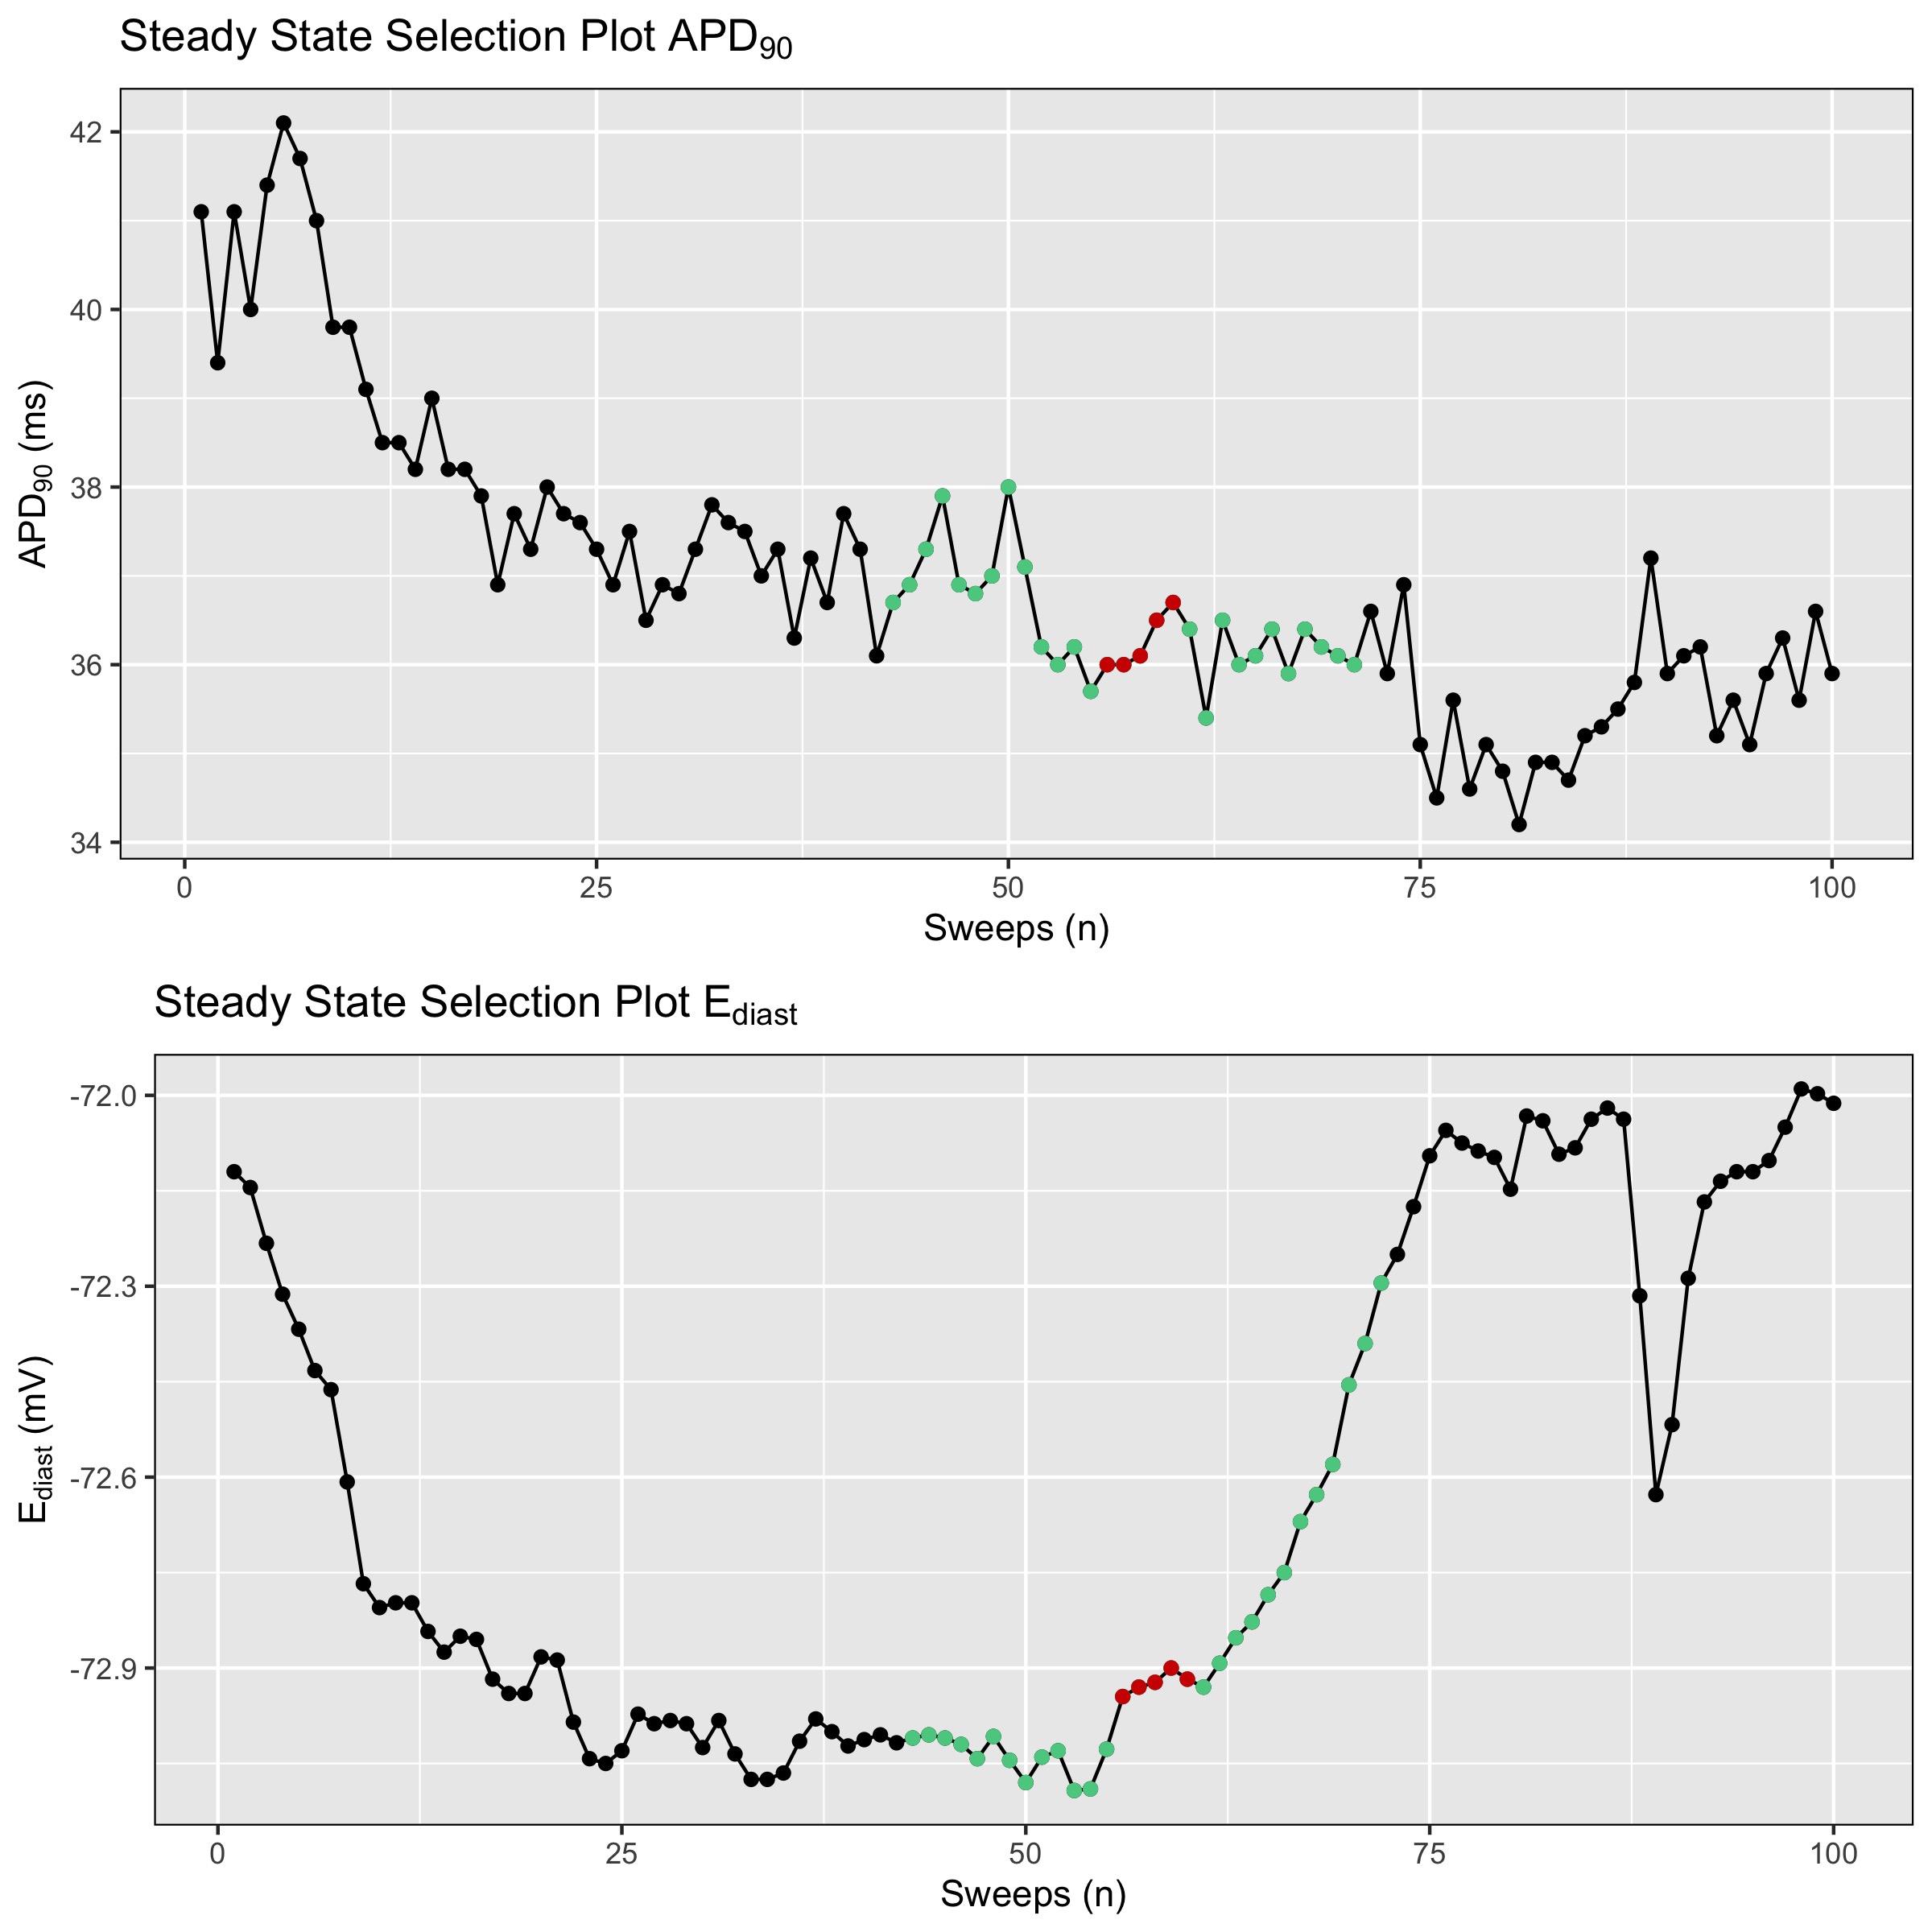 Steady State Selection Plot APD90
42
40
38
36
34
APD90 (ms)
0 25 50 75 100
Sweeps (n)
Steady State Selection Plot Ediast
-72.0
-72.3
-72.6
-72.9
Ediast (mV)
0 25 50 75 100
Sweeps (n)